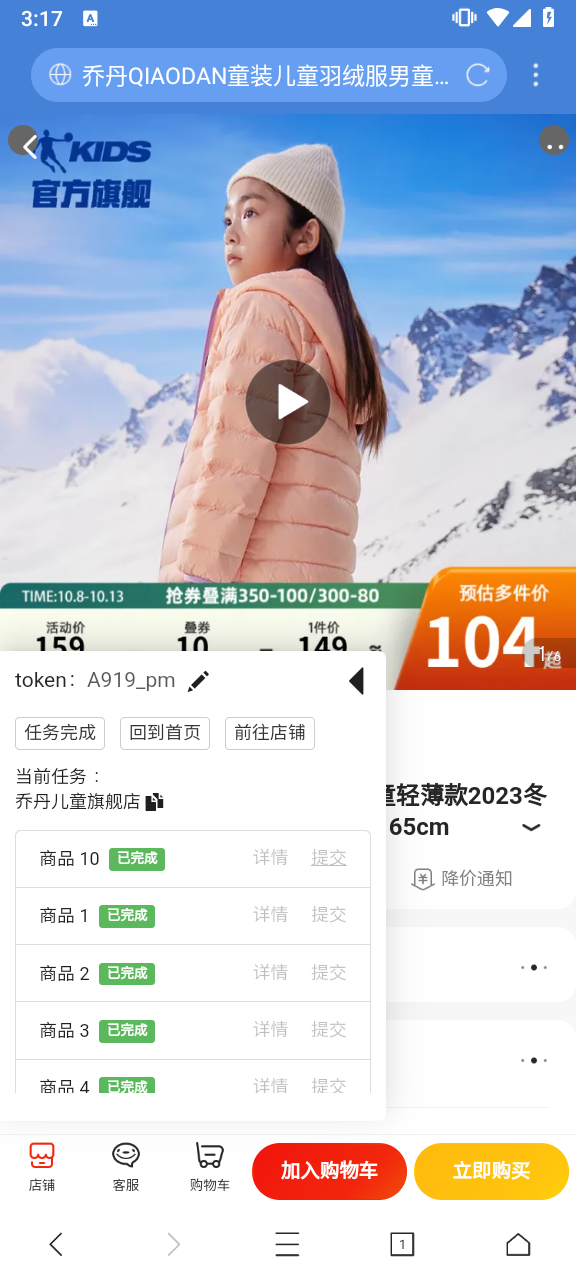 3:17
A
乔丹QIAODAN童装儿童羽绒服男童...
KIDS
官方旗舰
TIME:10.8-10.13
抢券叠满350-100/300-80
预估多件价
活动价
叠券
1件价
159
10
149
104
1/6
token: A919_pm
任务完成
回到首页
前往店铺
当前任务：
乔丹儿童旗舰店
童轻薄款2023冬
65cm
降价通知
商品 10 已完成 详情 提交
商品 1 已完成 详情 提交
商品 2 已完成 详情 提交
商品 3 已完成 详情 提交
商品 4 已完成 详情 提交
店铺
客服
购物车
加入购物车
立即购买
1